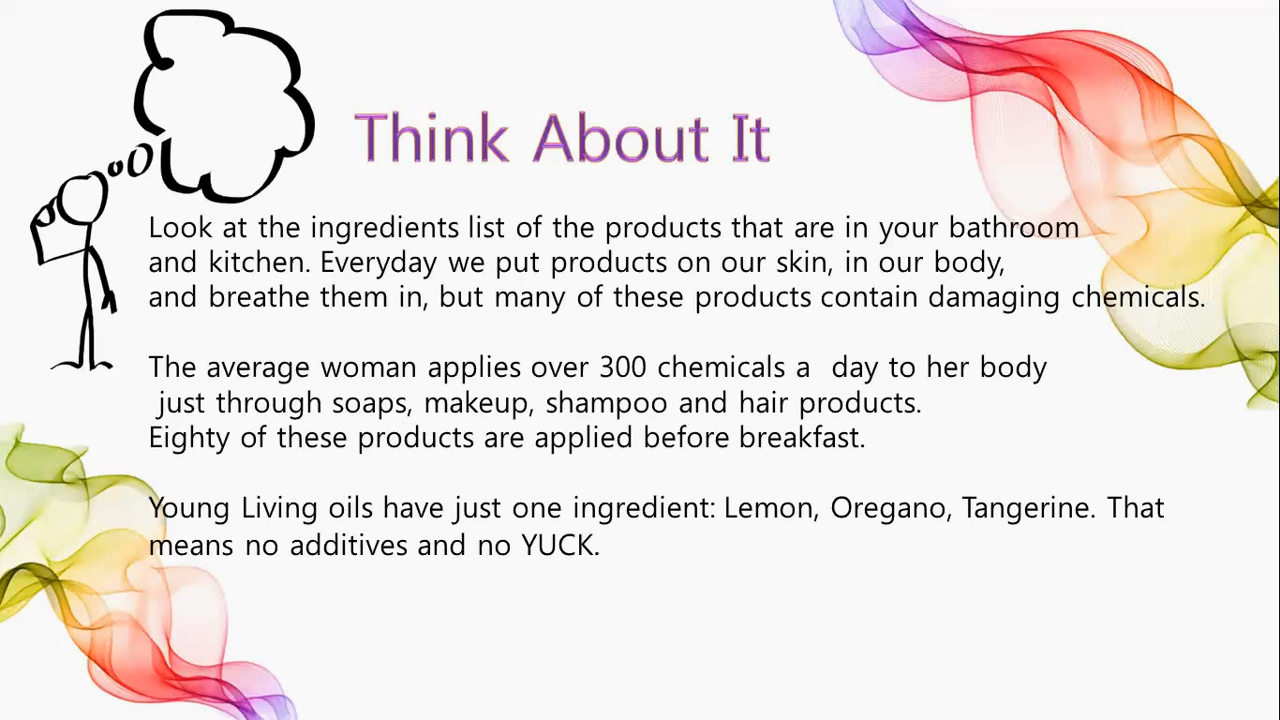 Think About It
Look at the ingredients list of the products that are in your bathroom
and kitchen. Everyday we put products on our skin, in our body,
and breathe them in, but many of these products contain damaging chemicals.
The average woman applies over 300 chemicals a  day to her body
just through soaps, makeup, shampoo and hair products.
Eighty of these products are applied before breakfast.
Young Living oils have just one ingredient: Lemon, Oregano, Tangerine. That
means no additives and no YUCK.